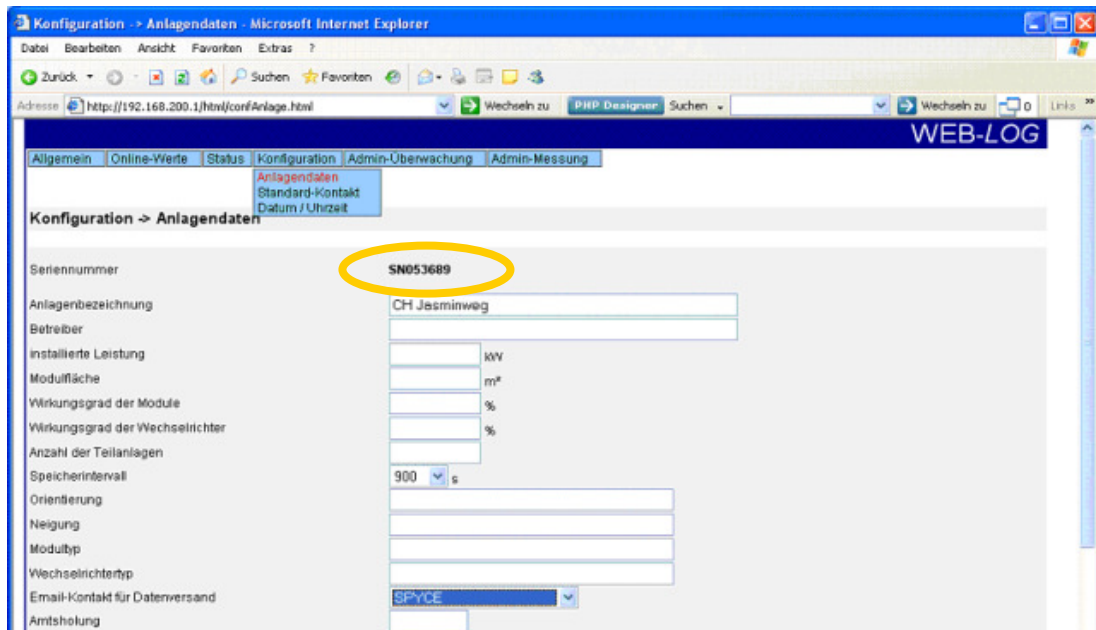 Konfiguration -> Anlagendaten - Microsoft Internet Explorer
Datei Bearbeiten Ansicht Favoriten Extras ?
Zurück Suchen Favoriten
Adresse http://192.168.200.1/html/confAnlage.html Wechseln zu PHP Designer Suchen Wechseln zu 0 Links »
WEB-LOG
Allgemein Online-Werte Status Konfiguration Admin-Überwachung Admin-Messung
Anlagendaten
Standard-Kontakt
Datum / Uhrzeit
Konfiguration -> Anlagendaten
Seriennummer SN053689
Anlagenbezeichnung CH Jasminweg
Betreiber
installierte Leistung kW
Modulfläche m²
Wirkungsgrad der Module %
Wirkungsgrad der Wechselrichter %
Anzahl der Teilanlagen
Speicherintervall 900 s
Orientierung
Neigung
Modultyp
Wechselrichtertyp
Email-Kontakt für Datenversand SPYCE
Amtsholung